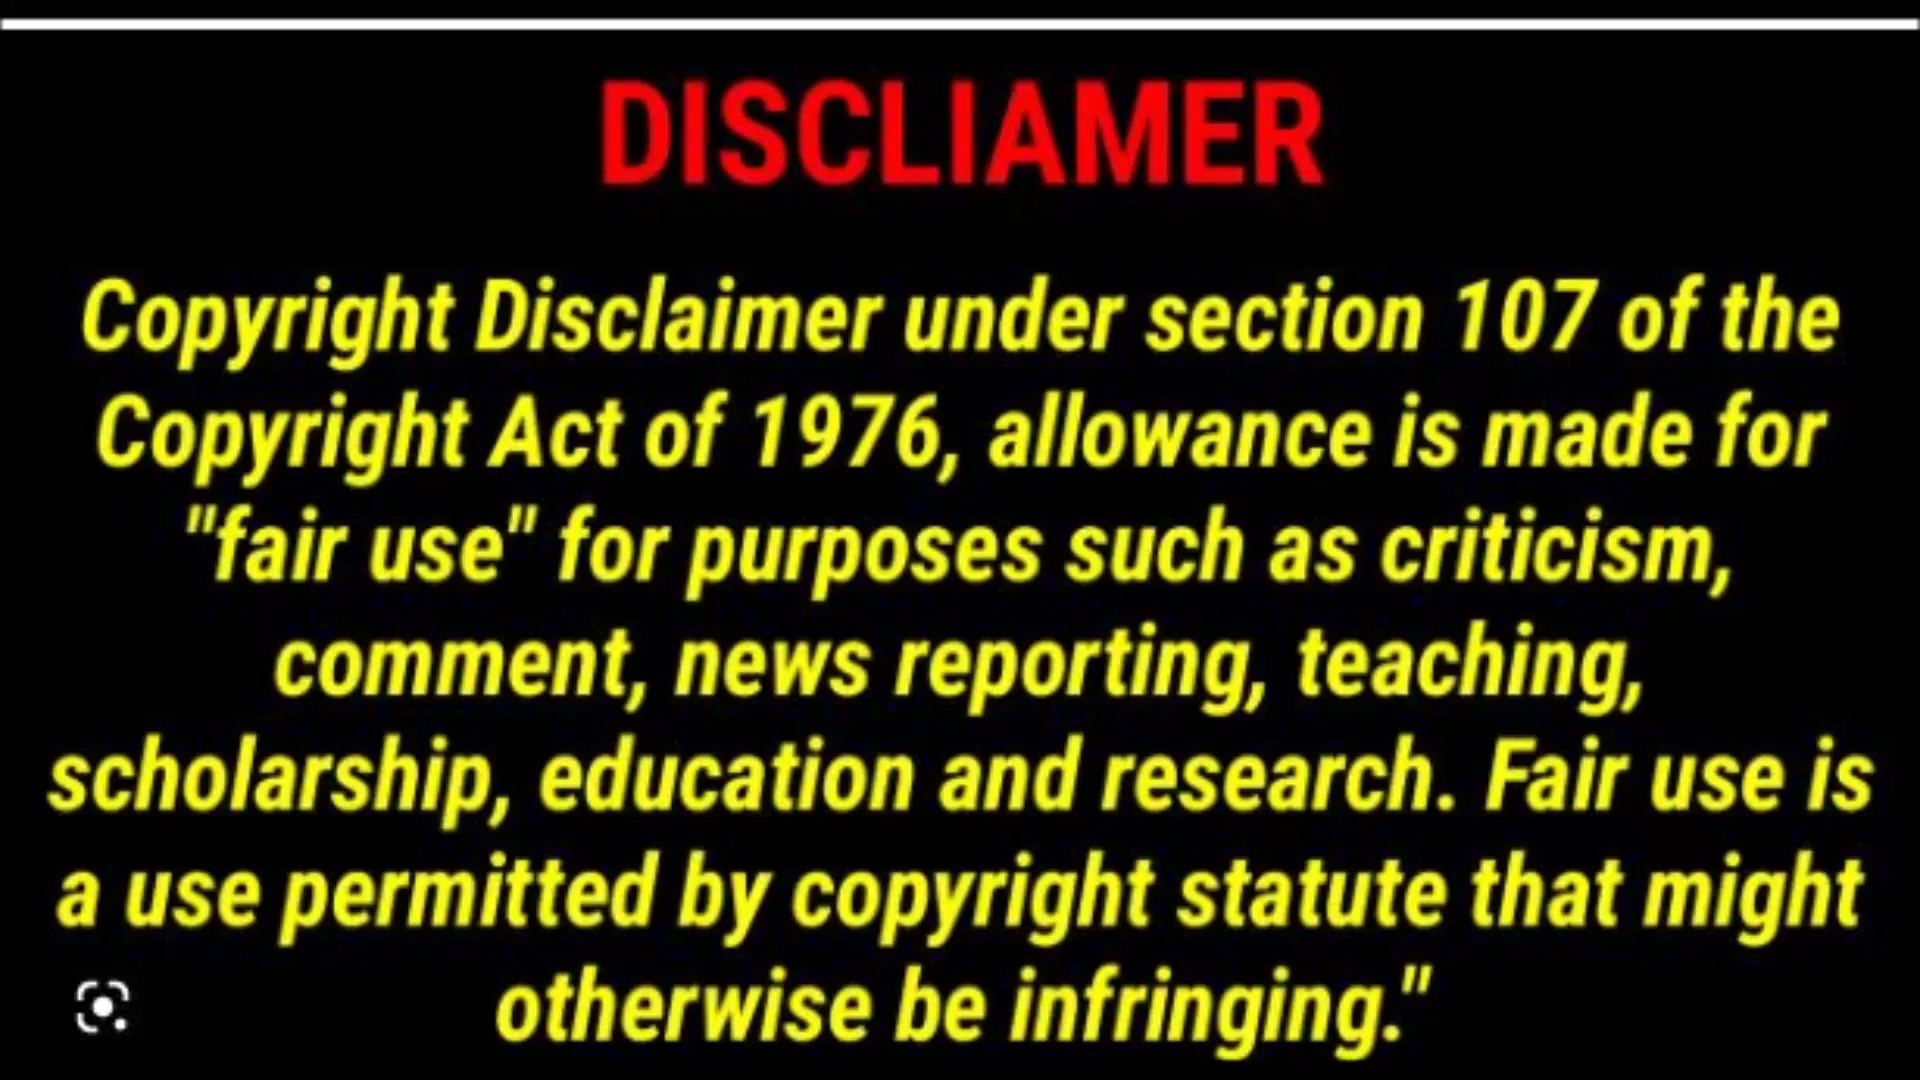 DISCLIAMER
Copyright Disclaimer under section 107 of the
Copyright Act of 1976, allowance is made for
"fair use" for purposes such as criticism,
comment, news reporting, teaching,
scholarship, education and research. Fair use is
a use permitted by copyright statute that might
otherwise be infringing."